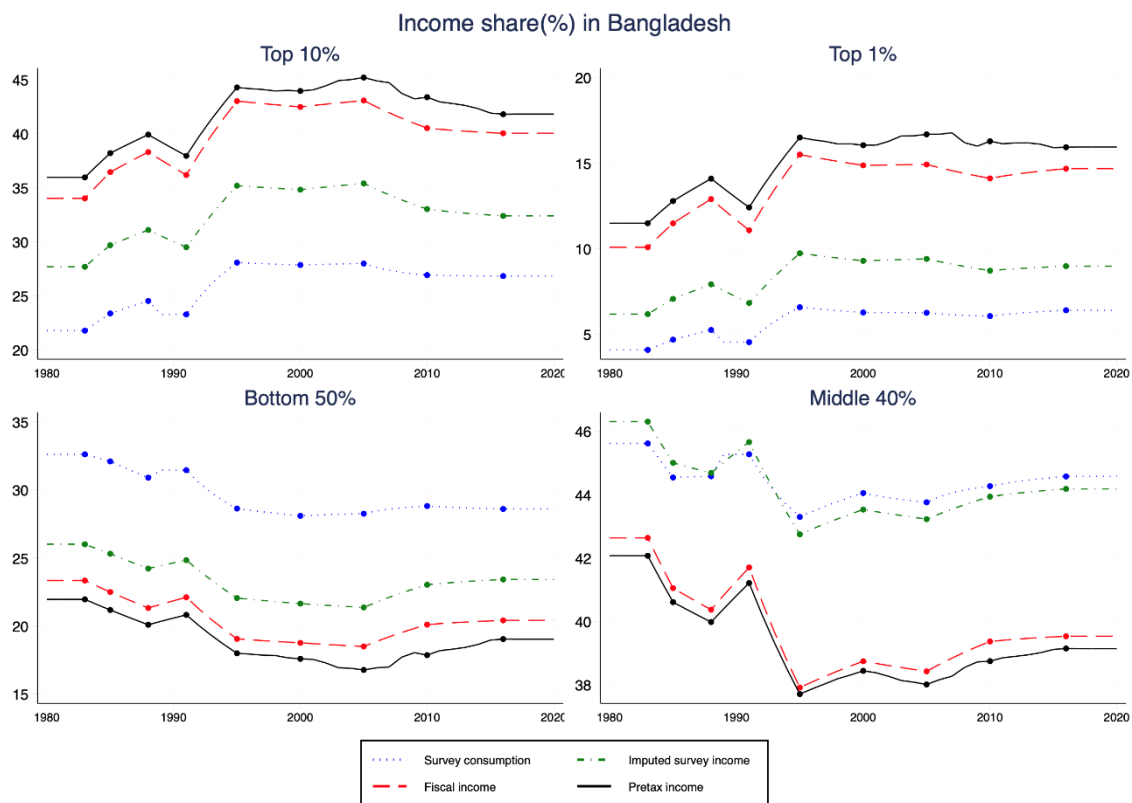 Income share(%) in Bangladesh
Top 10%
45
40
35
30
25
20
1980 1990 2000 2010 2020
Top 1%
20
15
10
5
1980 1990 2000 2010 2020
Bottom 50%
35
30
25
20
15
1980 1990 2000 2010 2020
Middle 40%
46
44
42
40
38
1980 1990 2000 2010 2020
Survey consumption Imputed survey income
Fiscal income Pretax income